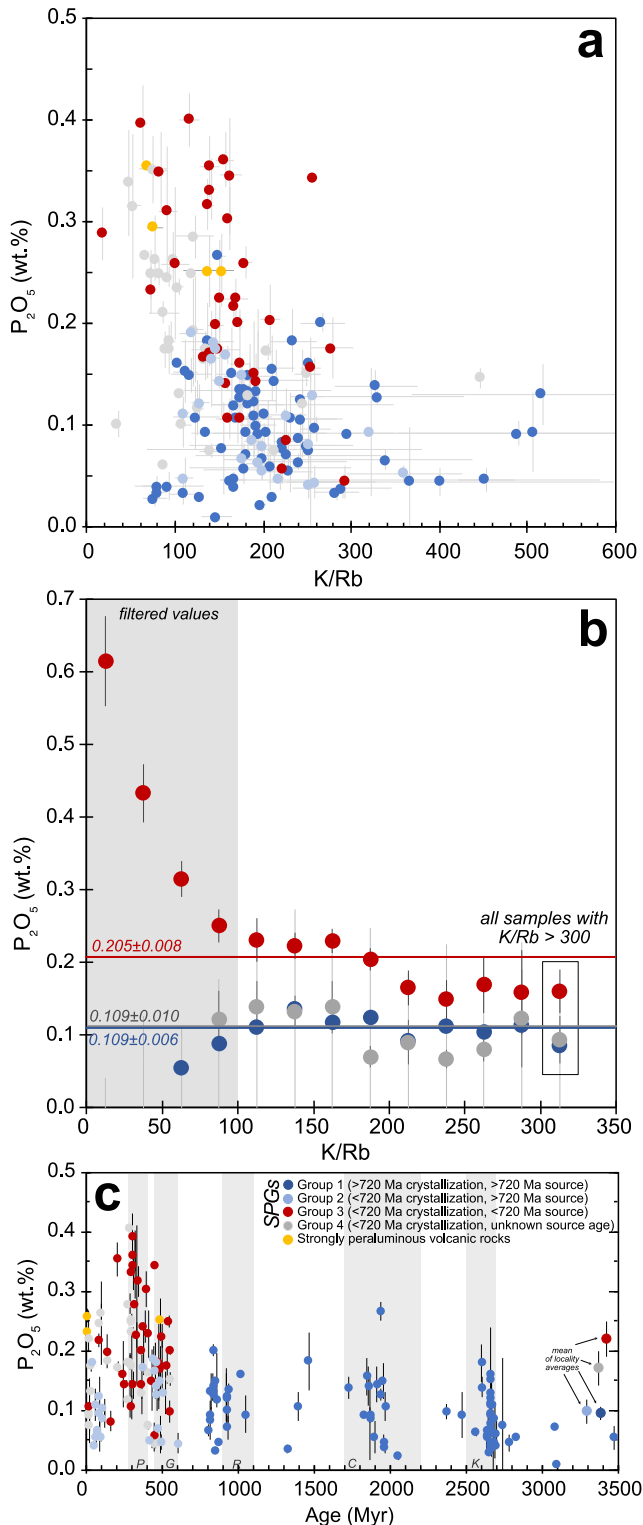 a
P₂O₅ (wt.%)
0.5
0.4
0.3
0.2
0.1
0.0
0 100 200 300 400 500 600
K/Rb
b
filtered values
P₂O₅ (wt.%)
0.7
0.6
0.5
0.4
0.3
0.2
0.1
0.0
all samples with
K/Rb > 300
0.205±0.008
0.109±0.010
0.109±0.006
0 50 100 150 200 250 300 350
K/Rb
c
P₂O₅ (wt.%)
0.5
0.4
0.3
0.2
0.1
0.0
SPGs
Group 1 (>720 Ma crystallization, >720 Ma source)
Group 2 (<720 Ma crystallization, >720 Ma source)
Group 3 (<720 Ma crystallization, <720 Ma source)
Group 4 (<720 Ma crystallization, unknown source age)
Strongly peraluminous volcanic rocks
mean
of locality
averages
P G R C K
0 500 1000 1500 2000 2500 3000 3500
Age (Myr)